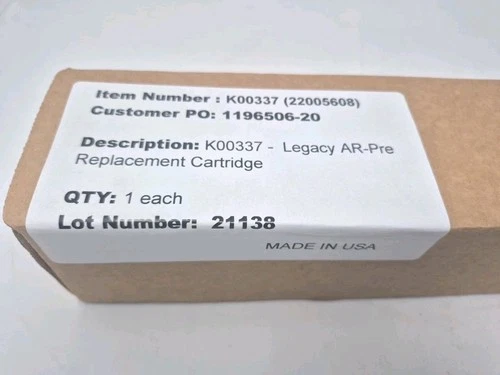 Item Number : K00337 (22005608)
Customer PO: 1196506-20
Description: K00337 - Legacy AR-Pre
Replacement Cartridge
QTY: 1 each
Lot Number: 21138
MADE IN USA